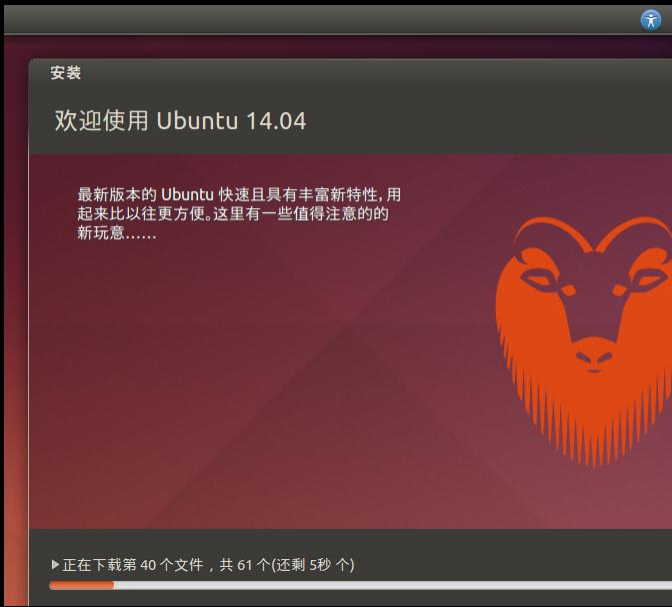 安装
欢迎使用 Ubuntu 14.04
最新版本的 Ubuntu 快速且具有丰富新特性，用
起来比以往更方便。这里有一些值得注意的的
新玩意……
正在下载第 40 个文件，共 61 个(还剩 5秒 个)